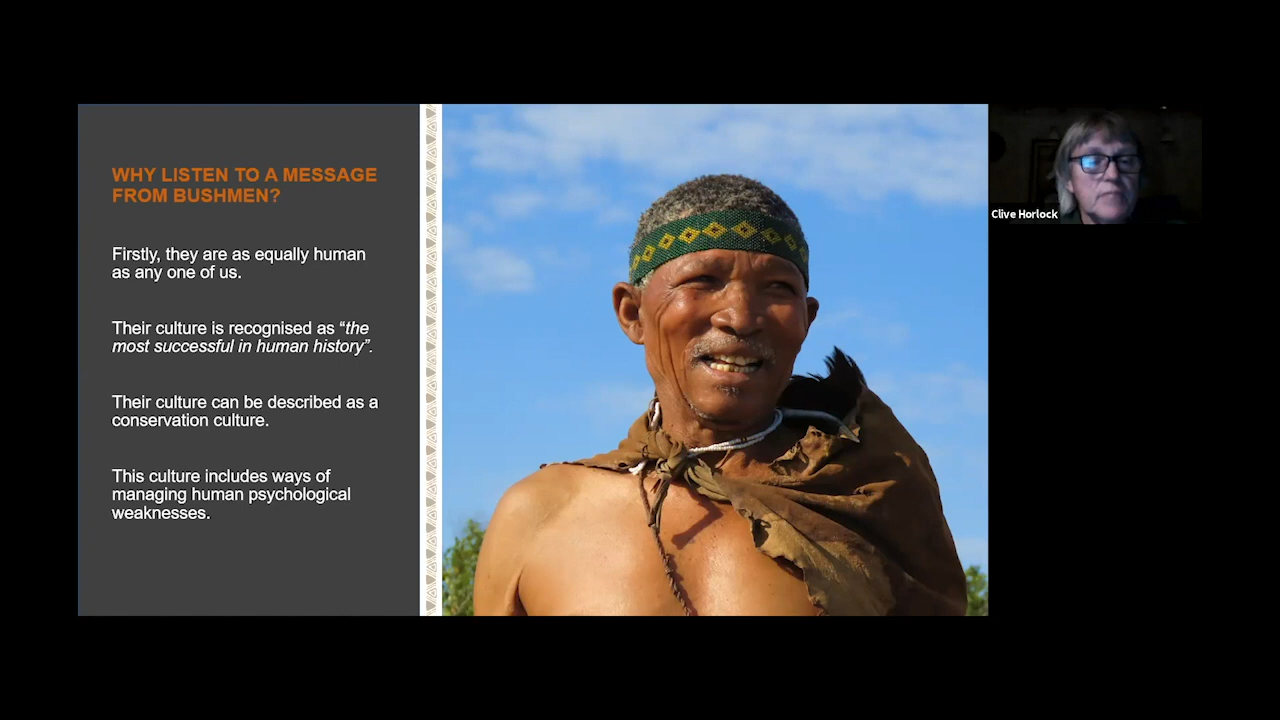 WHY LISTEN TO A MESSAGE
FROM BUSHMEN?
Firstly, they are as equally human
as any one of us.
Their culture is recognised as “the
most successful in human history”.
Their culture can be described as a
conservation culture.
This culture includes ways of
managing human psychological
weaknesses.
Clive Horlock